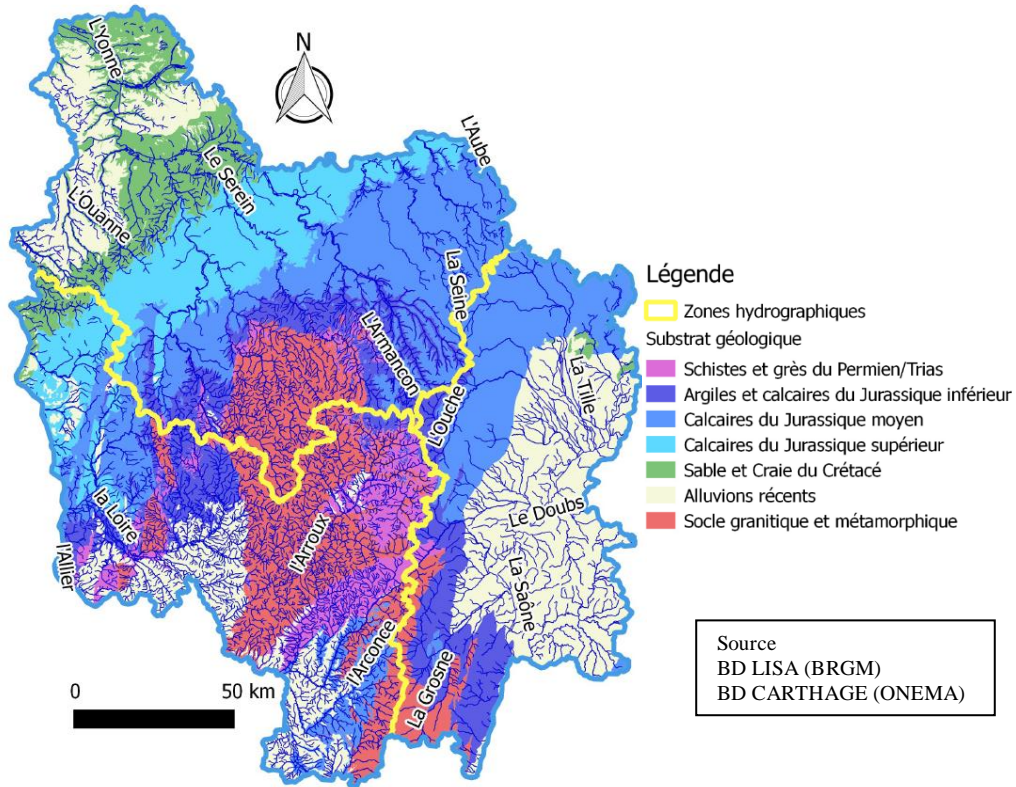 N
L'Yonne
L'Aube
Le Serein
L'Ouanne
La Seine
L'Armançon
L'Ouche
La Tille
la Loire
l'Allier
l'Arroux
Le Doubs
La Saône
l'Arconce
La Grosne
0 50 km
Légende
Zones hydrographiques
Substrat géologique
Schistes et grès du Permien/Trias
Argiles et calcaires du Jurassique inférieur
Calcaires du Jurassique moyen
Calcaires du Jurassique supérieur
Sable et Craie du Crétacé
Alluvions récents
Socle granitique et métamorphique
Source
BD LISA (BRGM)
BD CARTHAGE (ONEMA)